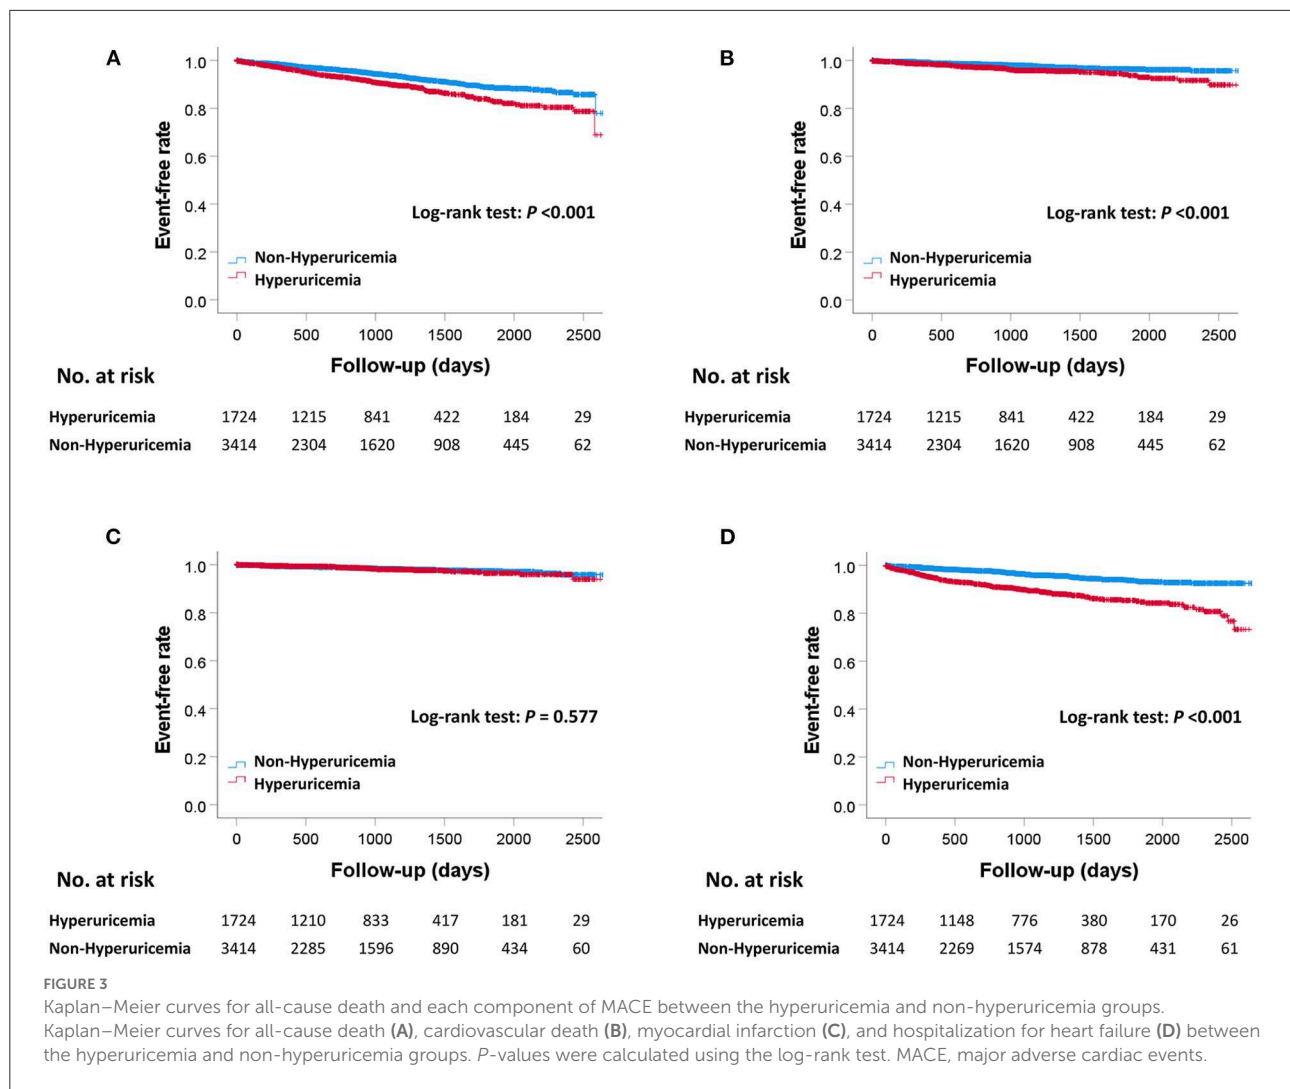 A
1.0
0.8
0.6
0.4
0.2
0.0
Event-free rate
Log-rank test: P <0.001
Non-Hyperuricemia
Hyperuricemia
0 500 1000 1500 2000 2500
Follow-up (days)
No. at risk
Hyperuricemia 1724 1215 841 422 184 29
Non-Hyperuricemia 3414 2304 1620 908 445 62
B
1.0
0.8
0.6
0.4
0.2
0.0
Event-free rate
Log-rank test: P <0.001
Non-Hyperuricemia
Hyperuricemia
0 500 1000 1500 2000 2500
Follow-up (days)
No. at risk
Hyperuricemia 1724 1215 841 422 184 29
Non-Hyperuricemia 3414 2304 1620 908 445 62
C
1.0
0.8
0.6
0.4
0.2
0.0
Event-free rate
Log-rank test: P = 0.577
Non-Hyperuricemia
Hyperuricemia
0 500 1000 1500 2000 2500
Follow-up (days)
No. at risk
Hyperuricemia 1724 1210 833 417 181 29
Non-Hyperuricemia 3414 2285 1596 890 434 60
D
1.0
0.8
0.6
0.4
0.2
0.0
Event-free rate
Log-rank test: P <0.001
Non-Hyperuricemia
Hyperuricemia
0 500 1000 1500 2000 2500
Follow-up (days)
No. at risk
Hyperuricemia 1724 1148 776 380 170 26
Non-Hyperuricemia 3414 2269 1574 878 431 61
FIGURE 3
Kaplan–Meier curves for all-cause death and each component of MACE between the hyperuricemia and non-hyperuricemia groups.
Kaplan–Meier curves for all-cause death (A), cardiovascular death (B), myocardial infarction (C), and hospitalization for heart failure (D) between
the hyperuricemia and non-hyperuricemia groups. P-values were calculated using the log-rank test. MACE, major adverse cardiac events.